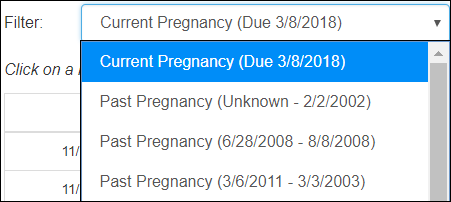 Filter: Current Pregnancy (Due 3/8/2018)
Current Pregnancy (Due 3/8/2018)
Click on a
Past Pregnancy (Unknown - 2/2/2002)
Past Pregnancy (6/28/2008 - 8/8/2008)
11/
Past Pregnancy (3/6/2011 - 3/3/2003)
11/